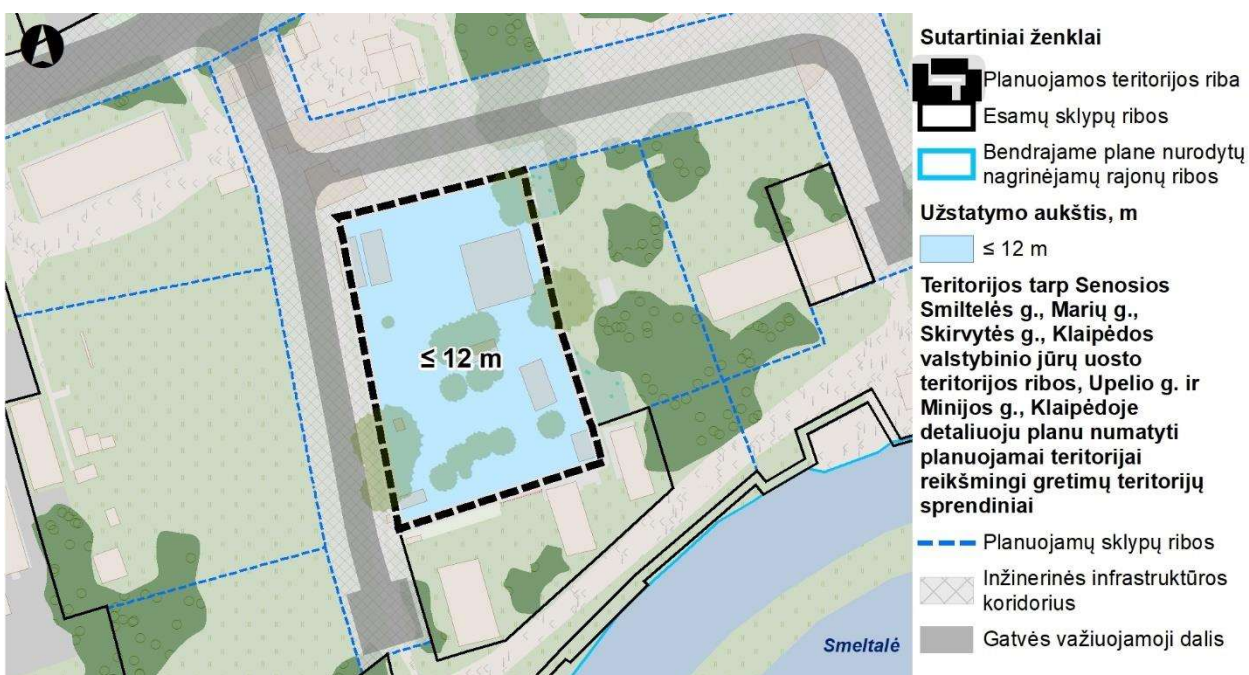 Sutartiniai ženklai
Planuojamos teritorijos riba
Esamų sklypų ribos
Bendrajame plane nurodytų
nagrinėjamų rajonų ribos
Užstatymo aukštis, m
≤ 12 m
Teritorijos tarp Senosios
Smiltelės g., Marių g.,
Skirvytės g., Klaipėdos
valstybinio jūrų uosto
teritorijos ribos, Upelio g. ir
Minijos g., Klaipėdoje
detaliuoju planu numatyti
planuojamai teritorijai
reikšmingi gretimų teritorijų
sprendiniai
Planuojamų sklypų ribos
Inžinerinės infrastruktūros
koridorius
Gatvės važiuojamoji dalis
≤ 12 m
Smeltalė